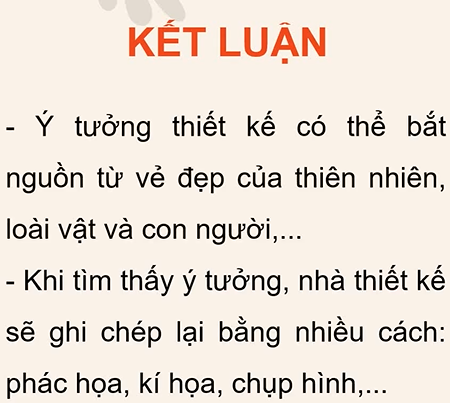 KẾT LUẬN
- Ý tưởng thiết kế có thể bắt
nguồn từ vẻ đẹp của thiên nhiên,
loài vật và con người,...
- Khi tìm thấy ý tưởng, nhà thiết kế
sẽ ghi chép lại bằng nhiều cách:
phác họa, kí họa, chụp hình,...